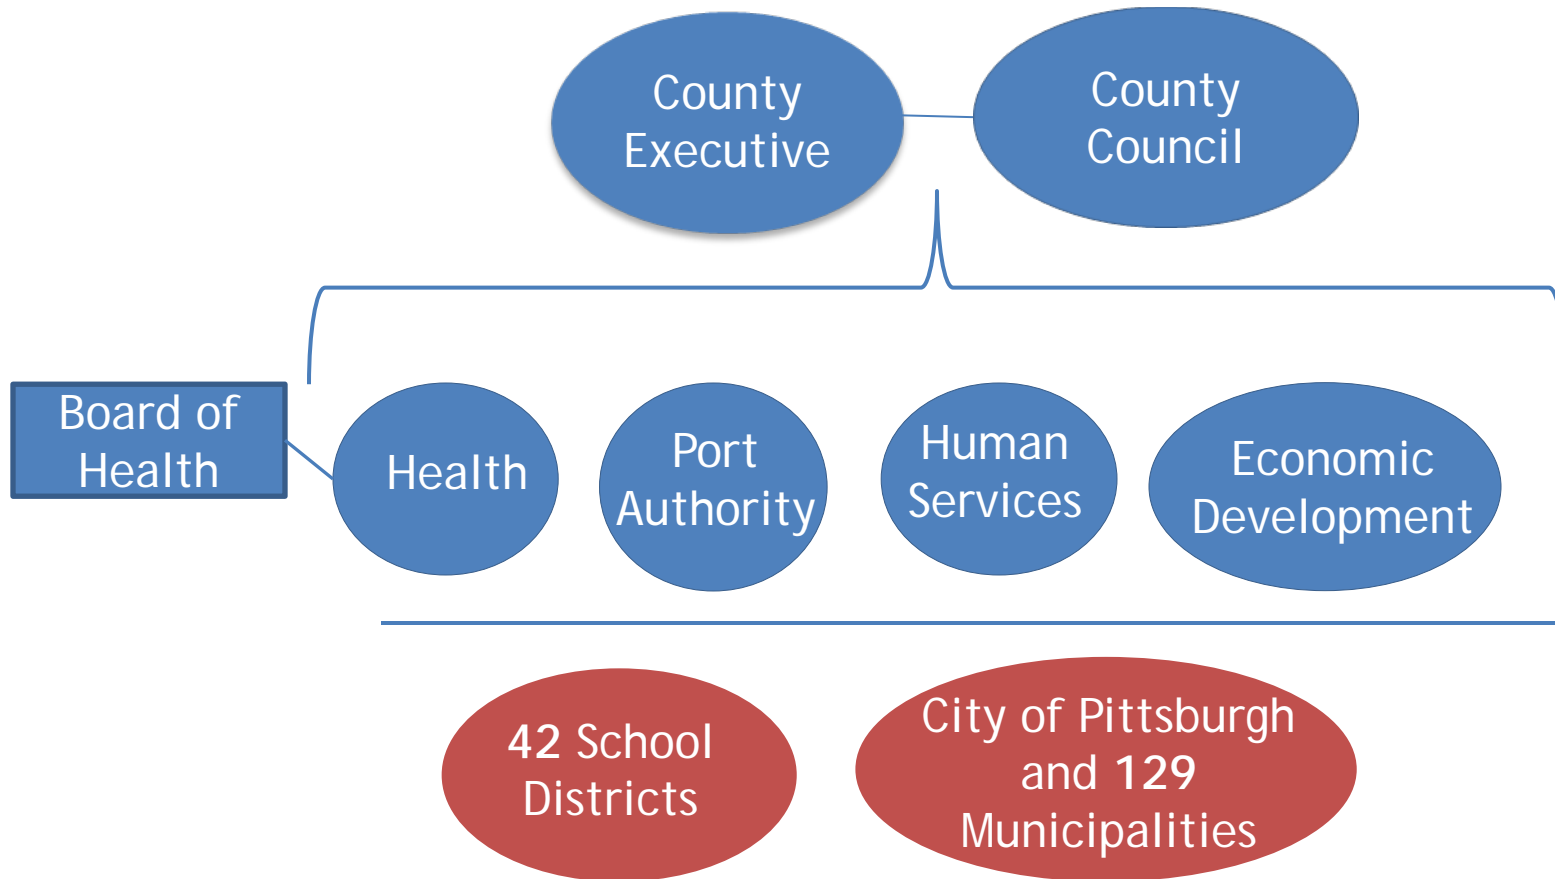 County
Executive
County
Council
Board of
Health
Health
Port
Authority
Human
Services
Economic
Development
42 School
Districts
City of Pittsburgh
and 129
Municipalities